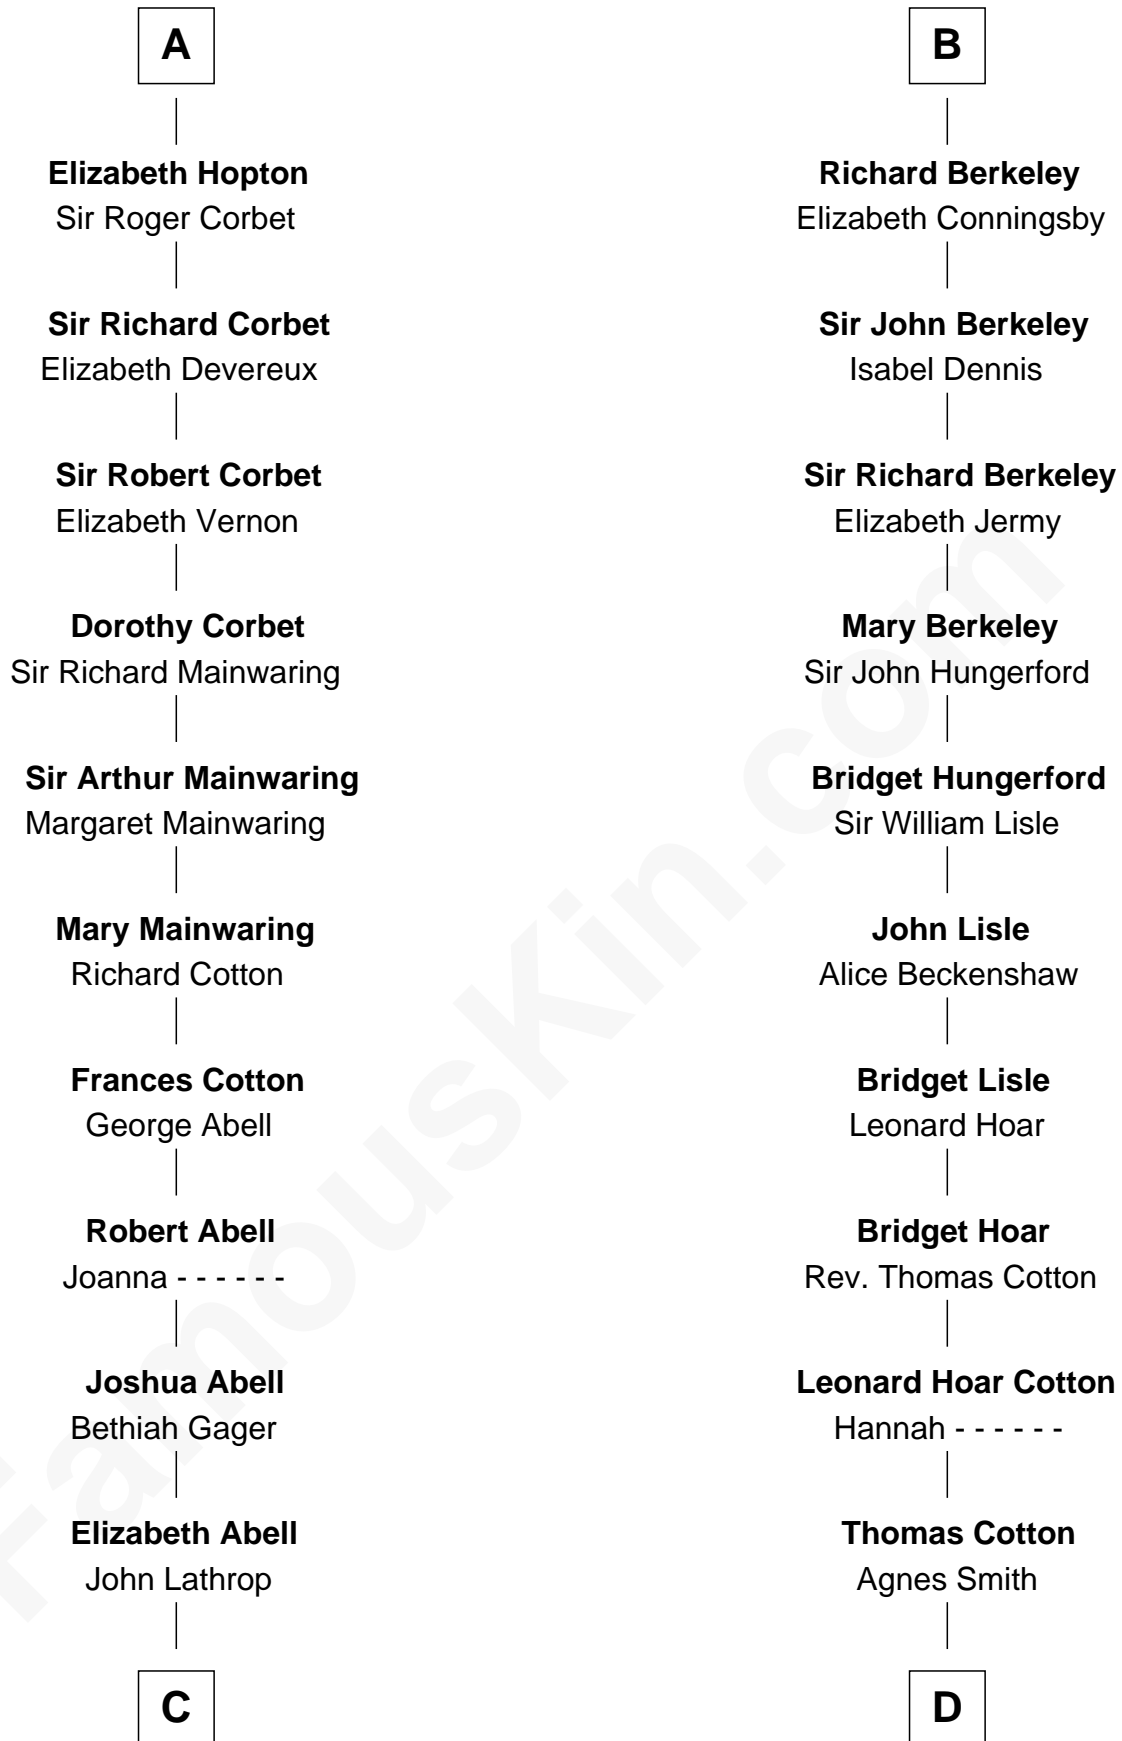 A
Elizabeth Hopton
Sir Roger Corbet
Sir Richard Corbet
Elizabeth Devereux
Sir Robert Corbet
Elizabeth Vernon
Dorothy Corbet
Sir Richard Mainwaring
Sir Arthur Mainwaring
Margaret Mainwaring
Mary Mainwaring
Richard Cotton
Frances Cotton
George Abell
Robert Abell
Joanna - - - - - -
Joshua Abell
Bethiah Gager
Elizabeth Abell
John Lathrop
C
B
Richard Berkeley
Elizabeth Conningsby
Sir John Berkeley
Isabel Dennis
Sir Richard Berkeley
Elizabeth Jermy
Mary Berkeley
Sir John Hungerford
Bridget Hungerford
Sir William Lisle
John Lisle
Alice Beckenshaw
Bridget Lisle
Leonard Hoar
Bridget Hoar
Rev. Thomas Cotton
Leonard Hoar Cotton
Hannah - - - - - -
Thomas Cotton
Agnes Smith
D
FamousKin.com